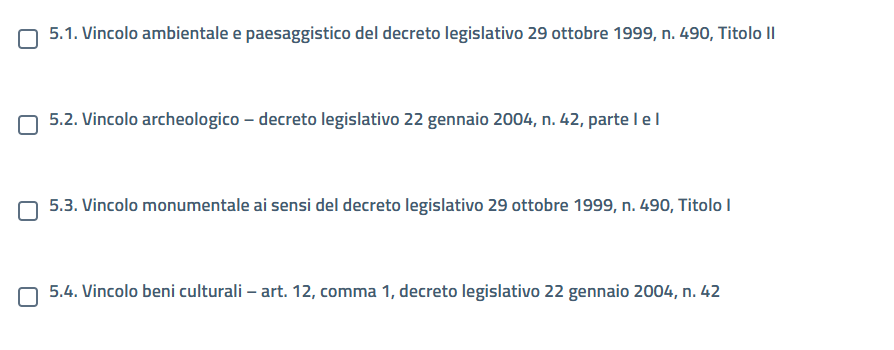 5.1. Vincolo ambientale e paesaggistico del decreto legislativo 29 ottobre 1999, n. 490, Titolo II
5.2. Vincolo archeologico – decreto legislativo 22 gennaio 2004, n. 42, parte I e I
5.3. Vincolo monumentale ai sensi del decreto legislativo 29 ottobre 1999, n. 490, Titolo I
5.4. Vincolo beni culturali – art. 12, comma 1, decreto legislativo 22 gennaio 2004, n. 42